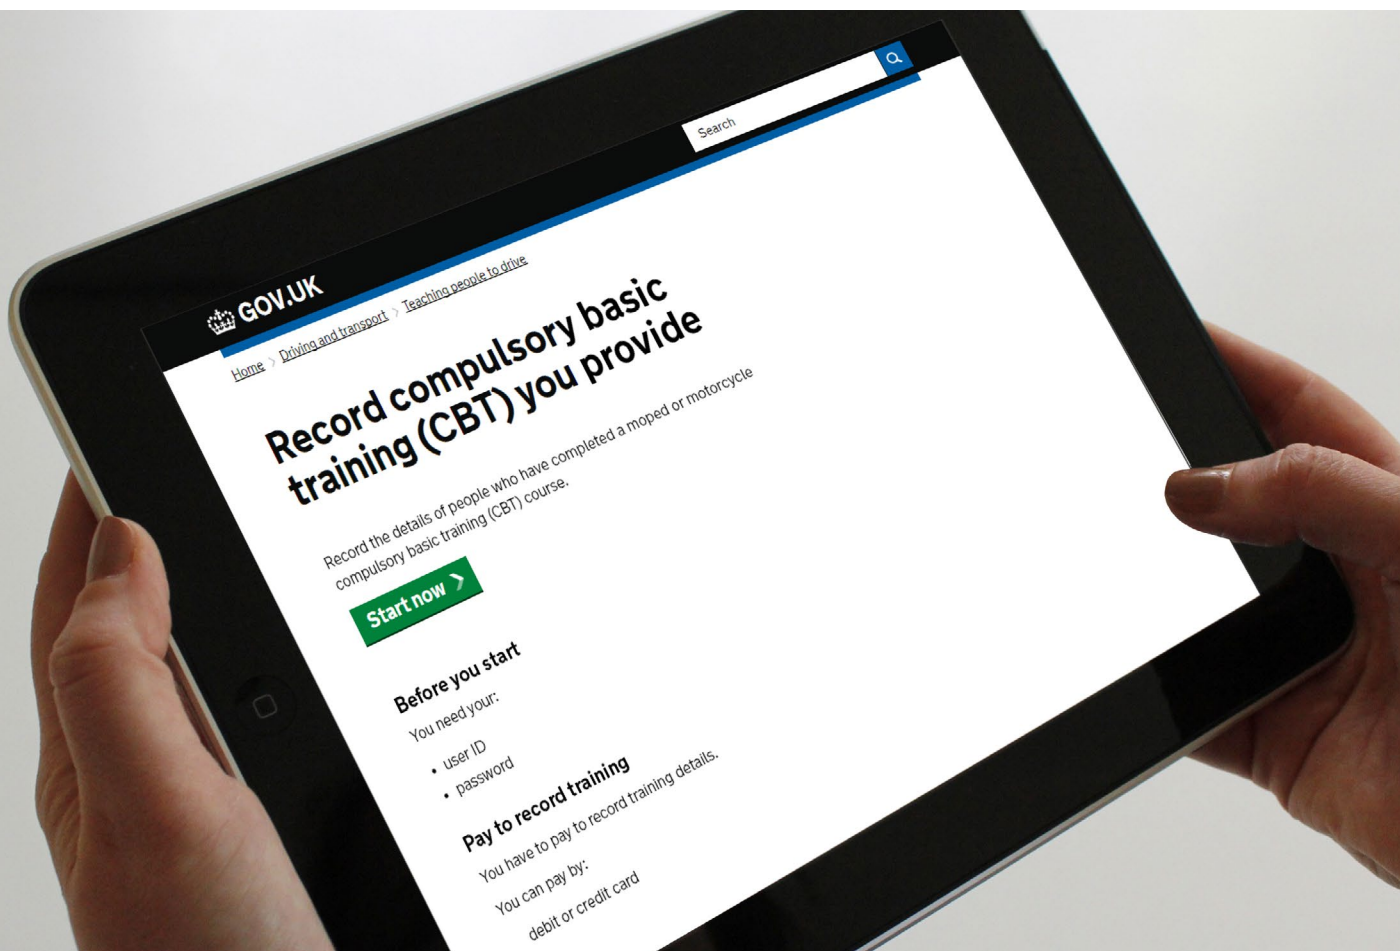 GOV.UK
Search
Home > Driving and transport > Teaching people to drive
Record compulsory basic
training (CBT) you provide
Record the details of people who have completed a moped or motorcycle
compulsory basic training (CBT) course.
Start now >
Before you start
You need your:
• user ID
• password
Pay to record training
You have to pay to record training details.
You can pay by:
debit or credit card